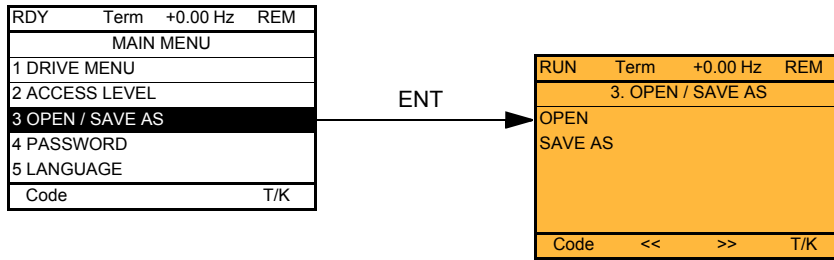 RDY Term +0.00 Hz REM
MAIN MENU
1 DRIVE MENU
2 ACCESS LEVEL
3 OPEN / SAVE AS
4 PASSWORD
5 LANGUAGE
Code T/K
ENT
RUN Term +0.00 Hz REM
3. OPEN / SAVE AS
OPEN
SAVE AS
Code << >> T/K